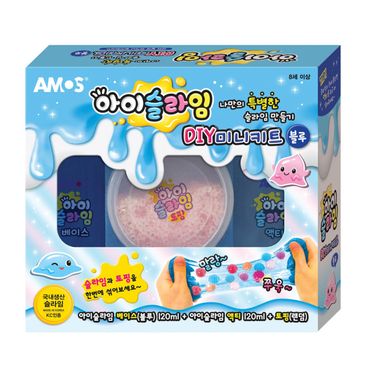 AMOS
8세 이상
아이슬라임
나만의 특별한
슬라임 만들기
DIY미니키트 블루
아이
슬라임
베이스
아이
슬라임
토핑
아이
슬라임
액티
슬라임과 토핑을
한번에 섞어보세요~
말랑~
쭈욱~
국내생산
슬라임
MADE IN KOREA
KC인증
아이슬라임 베이스(블루) 120ml + 아이슬라임 액티 120ml + 토핑(랜덤)